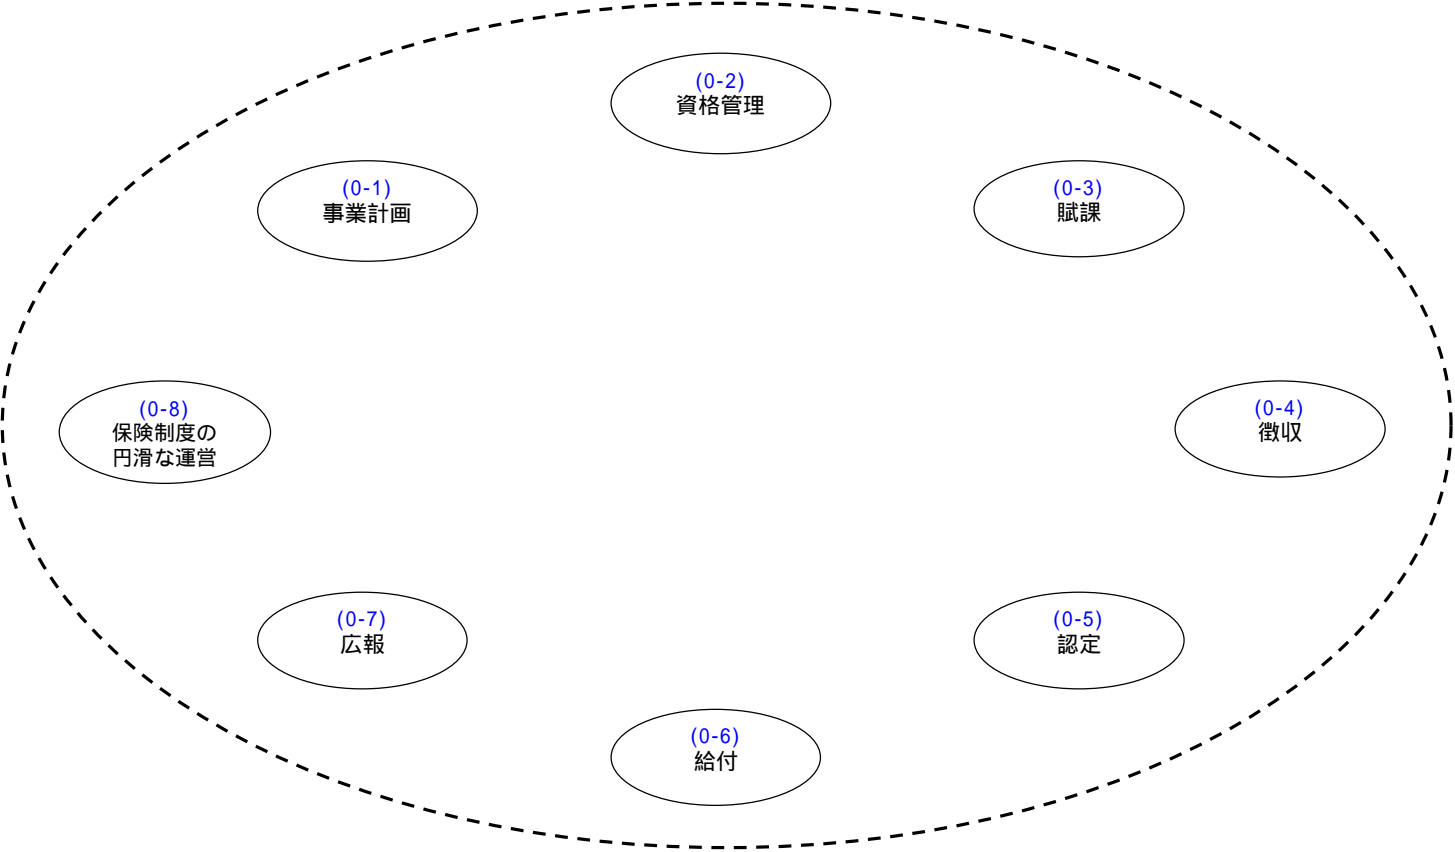 (0-2)
資格管理
(0-1)
事業計画
(0-3)
賦課
(0-8)
保険制度の
円滑な運営
(0-4)
徴収
(0-7)
広報
(0-5)
認定
(0-6)
給付